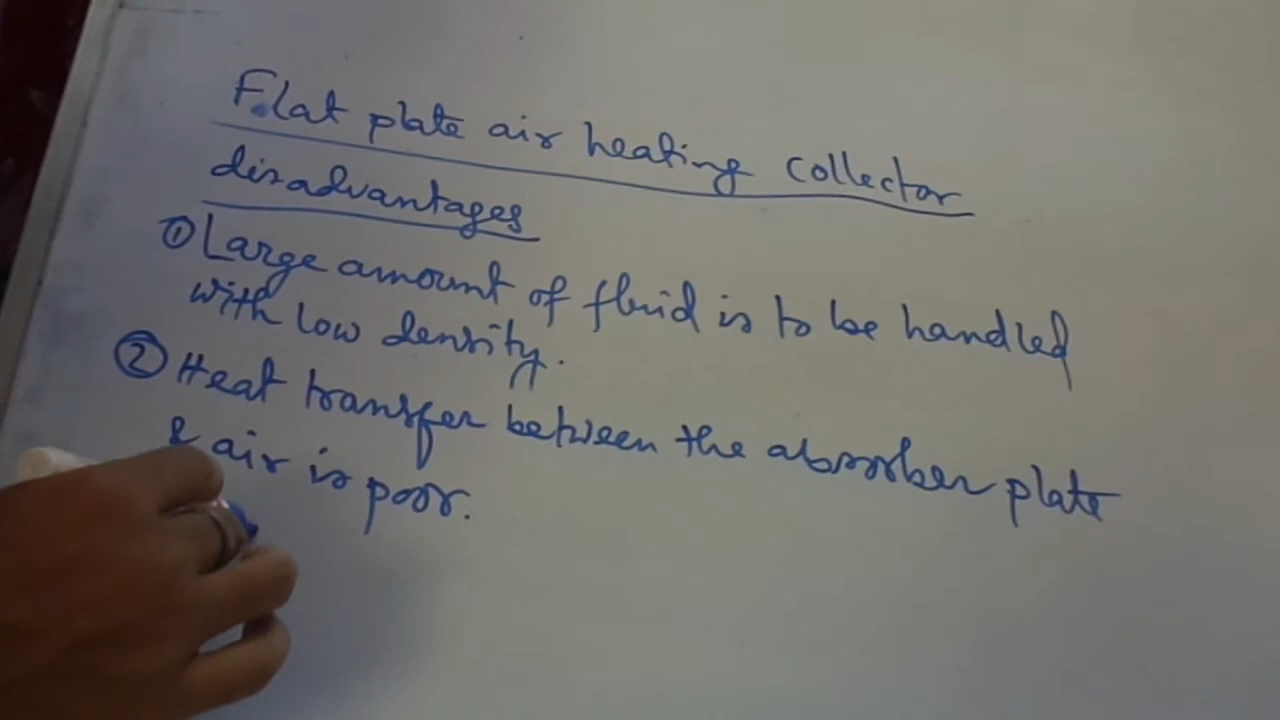 Flat plate air heating collector
disadvantages
① Large amount of fluid is to be handled
with low density.
② Heat transfer between the absorber plate
& air is poor.